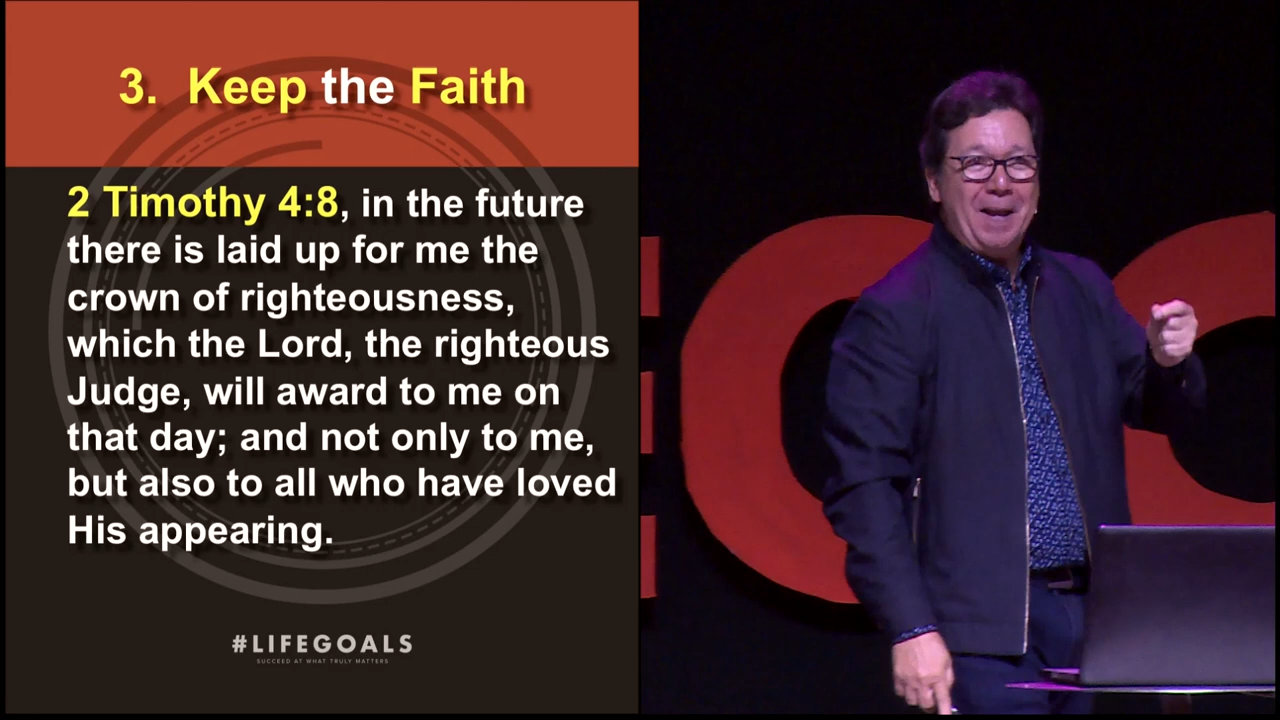 3. Keep the Faith
2 Timothy 4:8, in the future
there is laid up for me the
crown of righteousness,
which the Lord, the righteous
Judge, will award to me on
that day; and not only to me,
but also to all who have loved
His appearing.
#LIFEGOALS
SUCCEED AT WHAT TRULY MATTERS